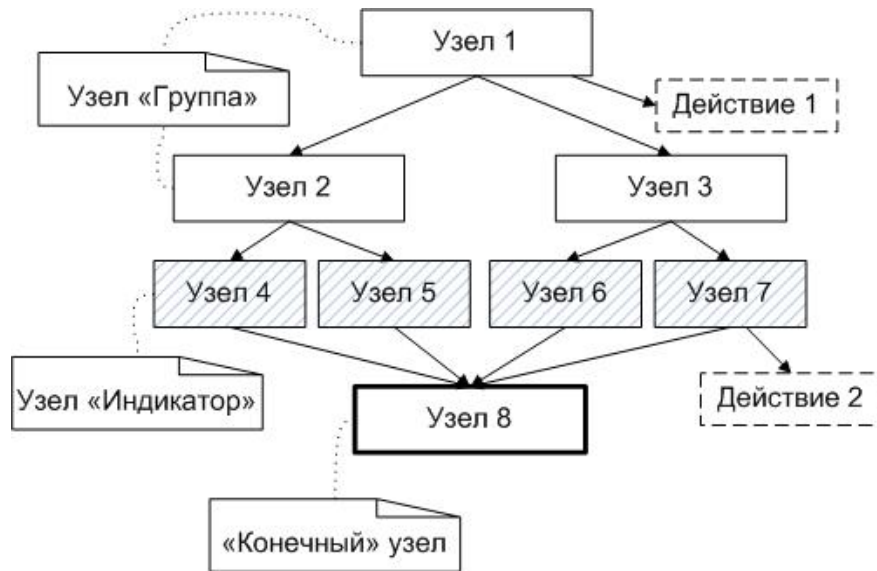 Узел 1
Узел «Группа»
Действие 1
Узел 2
Узел 3
Узел 4
Узел 5
Узел 6
Узел 7
Узел «Индикатор»
Узел 8
Действие 2
«Конечный» узел